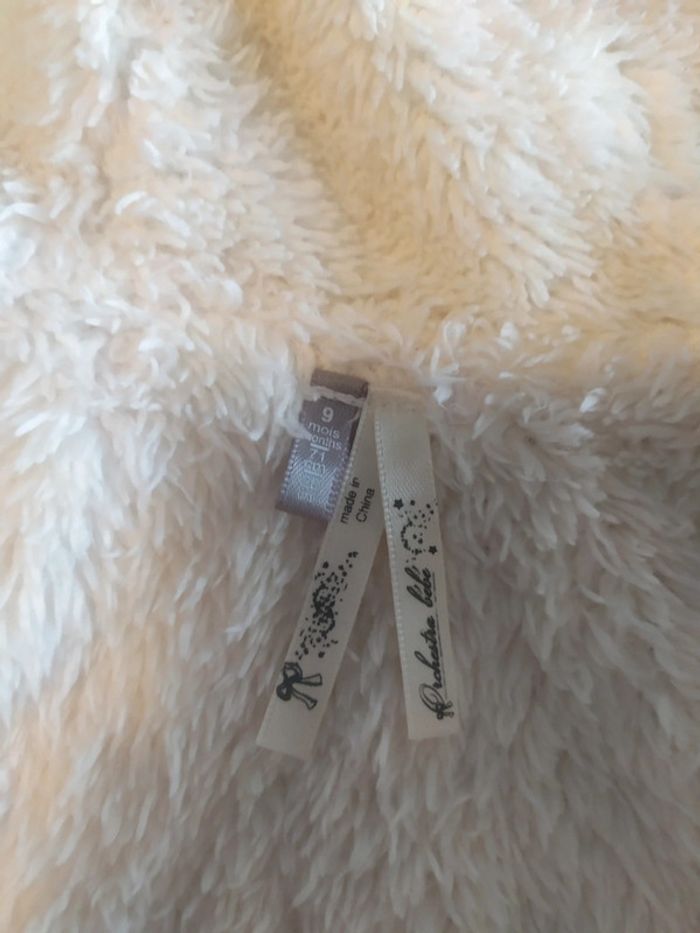 9
mois
months
71
cm
made in
China
Orchestra bébé